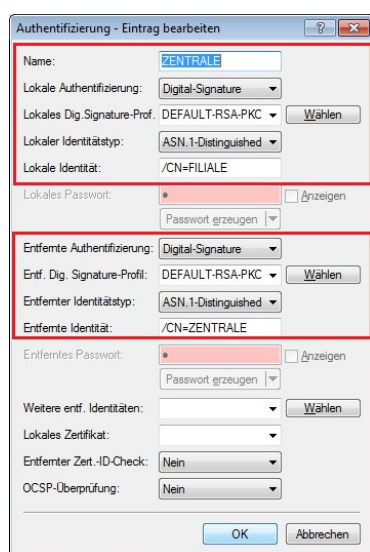 Authentifizierung - Eintrag bearbeiten
Name: ZENTRALE
Lokale Authentifizierung: Digital-Signature
Lokales Dig.Signature-Prof. DEFAULT-RSA-PKC Wählen
Lokaler Identitätstyp: ASN.1-Distinguished
Lokale Identität: /CN=FILIALE
Lokales Passwort: Anzeigen
Passwort erzeugen
Entfernte Authentifizierung: Digital-Signature
Entf. Dig. Signature-Profil: DEFAULT-RSA-PKC Wählen
Entfernter Identitätstyp: ASN.1-Distinguished
Entfernte Identität: /CN=ZENTRALE
Entferntes Passwort: Anzeigen
Passwort erzeugen
Weitere entf. Identitäten: Wählen
Lokales Zertifikat:
Entfernter Zert.-ID-Check: Nein
OCSP-Überprüfung: Nein
OK Abbrechen